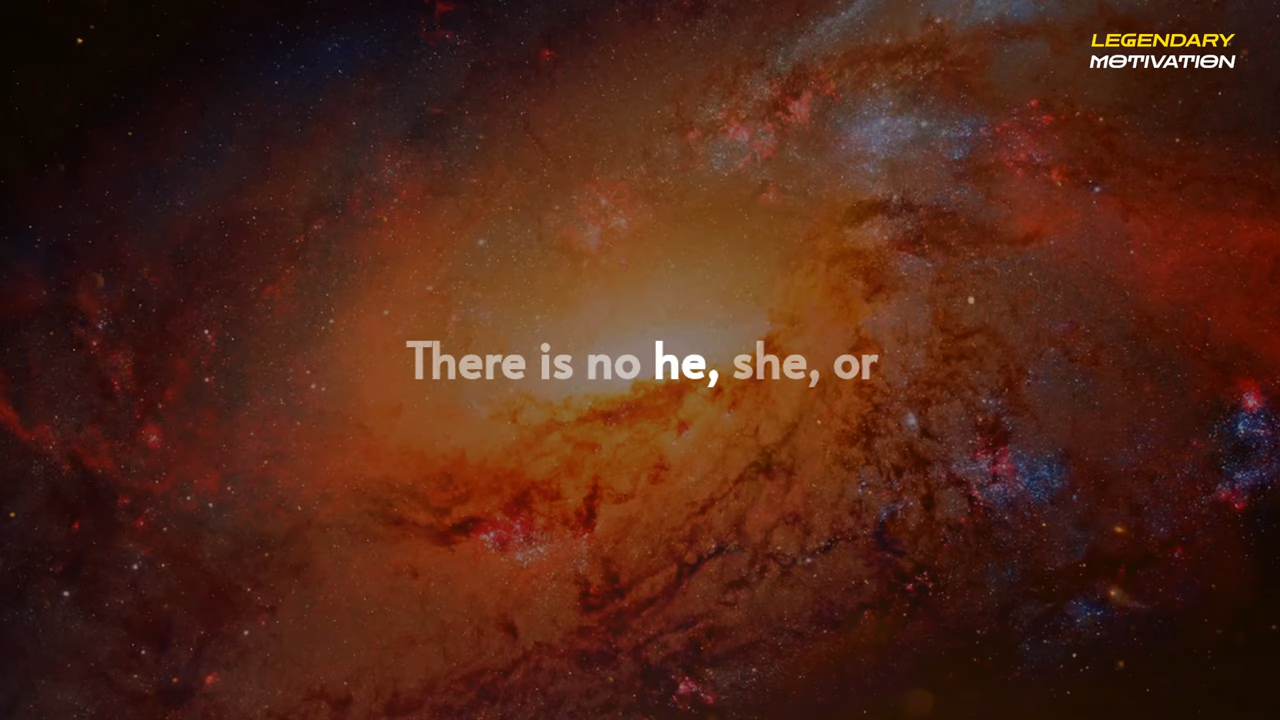 LEGENDARY
MOTIVATION
There is no he, she, or